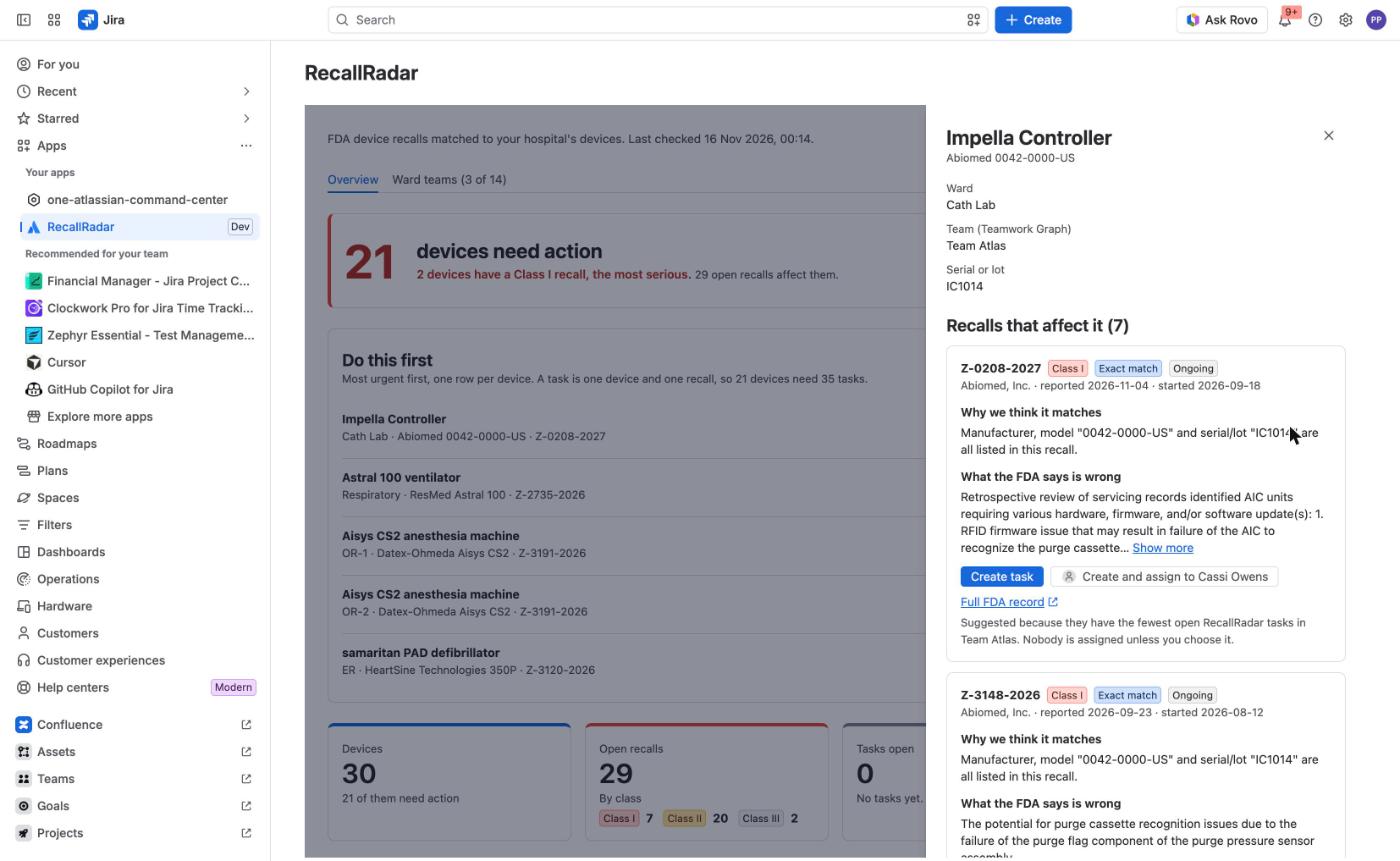 Jira
Search
Create
Ask Rovo
9+
PP
For you
Recent
Starred
Apps
Your apps
one-atlassian-command-center
RecallRadar
Dev
Recommended for your team
Financial Manager - Jira Project C...
Clockwork Pro for Jira Time Tracki...
Zephyr Essential - Test Manageme...
Cursor
GitHub Copilot for Jira
Explore more apps
Roadmaps
Plans
Spaces
Filters
Dashboards
Operations
Hardware
Customers
Customer experiences
Help centers
Modern
Confluence
Assets
Teams
Goals
Projects
RecallRadar
FDA device recalls matched to your hospital's devices. Last checked 16 Nov 2026, 00:14.
Overview
Ward teams (3 of 14)
21
devices need action
2 devices have a Class I recall, the most serious. 29 open recalls affect them.
Do this first
Most urgent first, one row per device. A task is one device and one recall, so 21 devices need 35 tasks.
Impella Controller
Cath Lab · Abiomed 0042-0000-US · Z-0208-2027
Astral 100 ventilator
Respiratory · ResMed Astral 100 · Z-2735-2026
Aisys CS2 anesthesia machine
OR-1 · Datex-Ohmeda Aisys CS2 · Z-3191-2026
Aisys CS2 anesthesia machine
OR-2 · Datex-Ohmeda Aisys CS2 · Z-3191-2026
samaritan PAD defibrillator
ER · HeartSine Technologies 350P · Z-3120-2026
Devices
30
21 of them need action
Open recalls
29
By class
Class I 7 Class II 20 Class III 2
Tasks open
0
No tasks yet.
Impella Controller
Abiomed 0042-0000-US
Ward
Cath Lab
Team (Teamwork Graph)
Team Atlas
Serial or lot
IC1014
Recalls that affect it (7)
Z-0208-2027 Class I Exact match Ongoing
Abiomed, Inc. · reported 2026-11-04 · started 2026-09-18
Why we think it matches
Manufacturer, model "0042-0000-US" and serial/lot "IC1014" are
all listed in this recall.
What the FDA says is wrong
Retrospective review of servicing records identified AIC units
requiring various hardware, firmware, and/or software update(s): 1.
RFID firmware issue that may result in failure of the AIC to
recognize the purge cassette... Show more
Create task
Create and assign to Cassi Owens
Full FDA record
Suggested because they have the fewest open RecallRadar tasks in
Team Atlas. Nobody is assigned unless you choose it.
Z-3148-2026 Class I Exact match Ongoing
Abiomed, Inc. · reported 2026-09-23 · started 2026-08-12
Why we think it matches
Manufacturer, model "0042-0000-US" and serial/lot "IC1014" are
all listed in this recall.
What the FDA says is wrong
The potential for purge cassette recognition issues due to the
failure of the purge flag component of the purge pressure sensor
assembly.